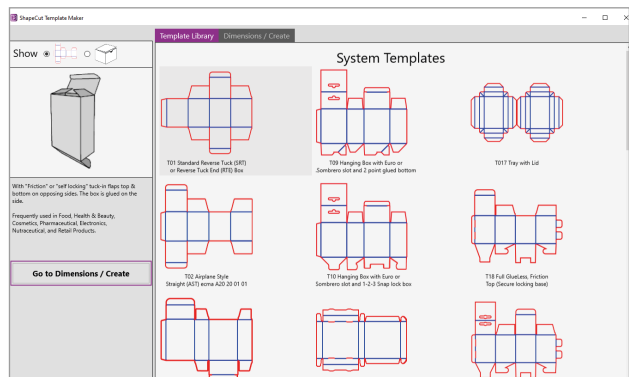 ShapeCut Template Maker
Template Library
Dimensions / Create
Show
System Templates
T01 Standard Reverse Tuck (SRT)
or Reverse Tuck End (RTE) Box
T09 Hanging Box with Euro or
Sombrero slot and 2 point glued bottom
T017 Tray with Lid
With "Friction" or "self locking" tuck-in flaps top &
bottom on opposing sides. The box is glued on the
side.
Frequently used in Food, Health & Beauty,
Cosmetics, Pharmaceutical, Electronics,
Nutraceutical, and Retail Products.
Go to Dimensions / Create
T02 Airplane Style
Straight (AST) ecma A20 20 01 01
T10 Hanging Box with Euro or
Sombrero slot and 1-2-3 Snap lock box
T18 Full GlueLess, Friction
Top (Secure locking base)